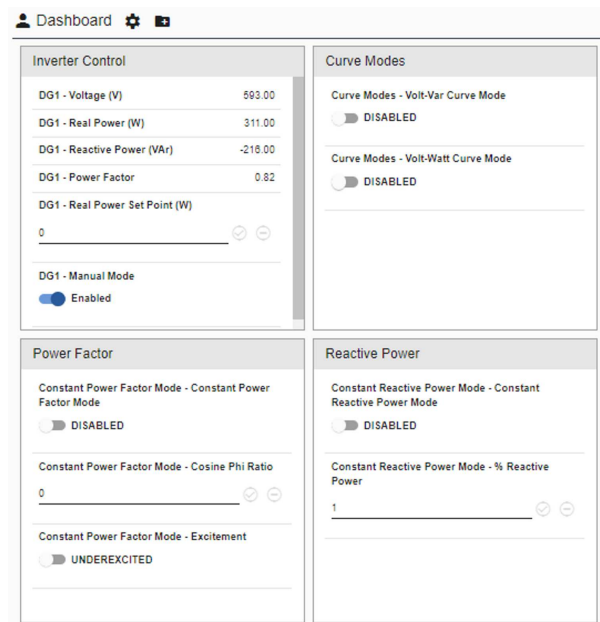 Dashboard
Inverter Control
DG1 - Voltage (V) 593.00
DG1 - Real Power (W) 311.00
DG1 - Reactive Power (VAr) -216.00
DG1 - Power Factor 0.82
DG1 - Real Power Set Point (W)
0
DG1 - Manual Mode
Enabled
Curve Modes
Curve Modes - Volt-Var Curve Mode
DISABLED
Curve Modes - Volt-Watt Curve Mode
DISABLED
Power Factor
Constant Power Factor Mode - Constant Power
Factor Mode
DISABLED
Constant Power Factor Mode - Cosine Phi Ratio
0
Constant Power Factor Mode - Excitement
UNDEREXCITED
Reactive Power
Constant Reactive Power Mode - Constant
Reactive Power Mode
DISABLED
Constant Reactive Power Mode - % Reactive
Power
1